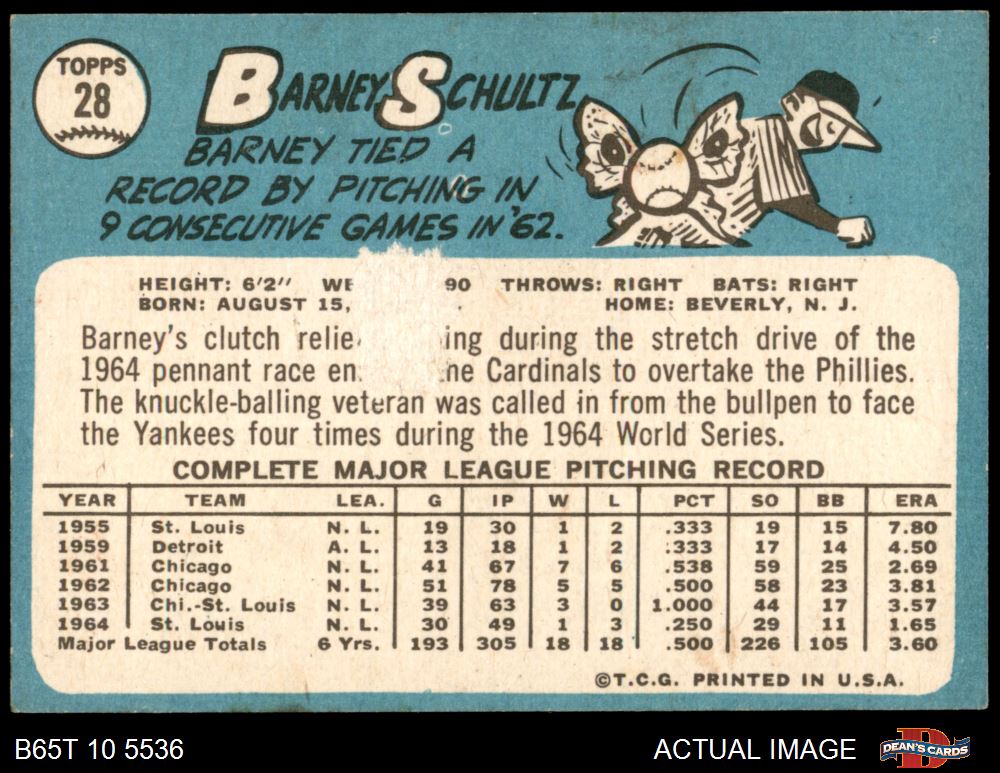 TOPPS
28
BARNEY SCHULTZ
BARNEY TIED A
RECORD BY PITCHING IN
9 CONSECUTIVE GAMES IN '62.
HEIGHT: 6'2" 90 THROWS: RIGHT BATS: RIGHT
BORN: AUGUST 15, HOME: BEVERLY, N. J.
Barney's clutch during the stretch drive of the
1964 pennant race Cardinals to overtake the Phillies.
The knuckle-balling veteran was called in from the bullpen to face
the Yankees four times during the 1964 World Series.
COMPLETE MAJOR LEAGUE PITCHING RECORD
YEAR TEAM LEA. G IP W L PCT SO BB ERA
1955 St. Louis N. L. 19 30 1 2 .333 19 15 7.80
1959 Detroit A. L. 13 18 1 2 .333 17 14 4.50
1961 Chicago N. L. 41 67 7 6 .538 59 25 2.69
1962 Chicago N. L. 51 78 5 5 .500 58 23 3.81
1963 Chi.-St. Louis N. L. 39 63 3 0 1.000 44 17 3.57
1964 St. Louis N. L. 30 49 1 3 .250 29 11 1.65
Major League Totals 6 Yrs. 193 305 18 18 .500 226 105 3.60
©T.C.G. PRINTED IN U.S.A.
B65T 10 5536 ACTUAL IMAGE DEAN'S CARDS